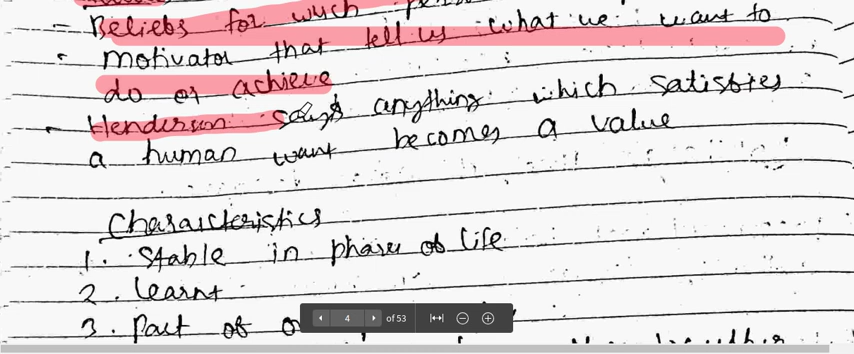 - Beliefs for which
- Motivator that tell us what we want to
do or achieve
- Henderson says anything which satisfies
a human want becomes a value
Characteristics
1. Stable in phases of life
2. Learnt
3. Part of
4 of 53